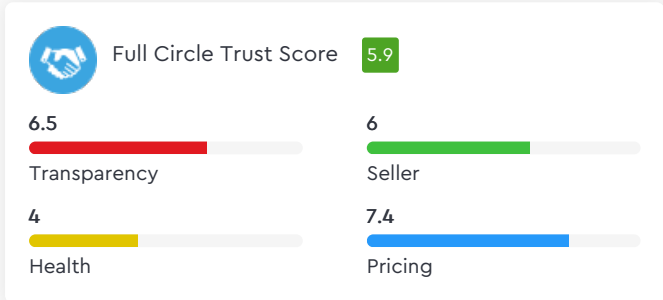 Full Circle Trust Score 5.9
6.5
Transparency
6
Seller
4
Health
7.4
Pricing